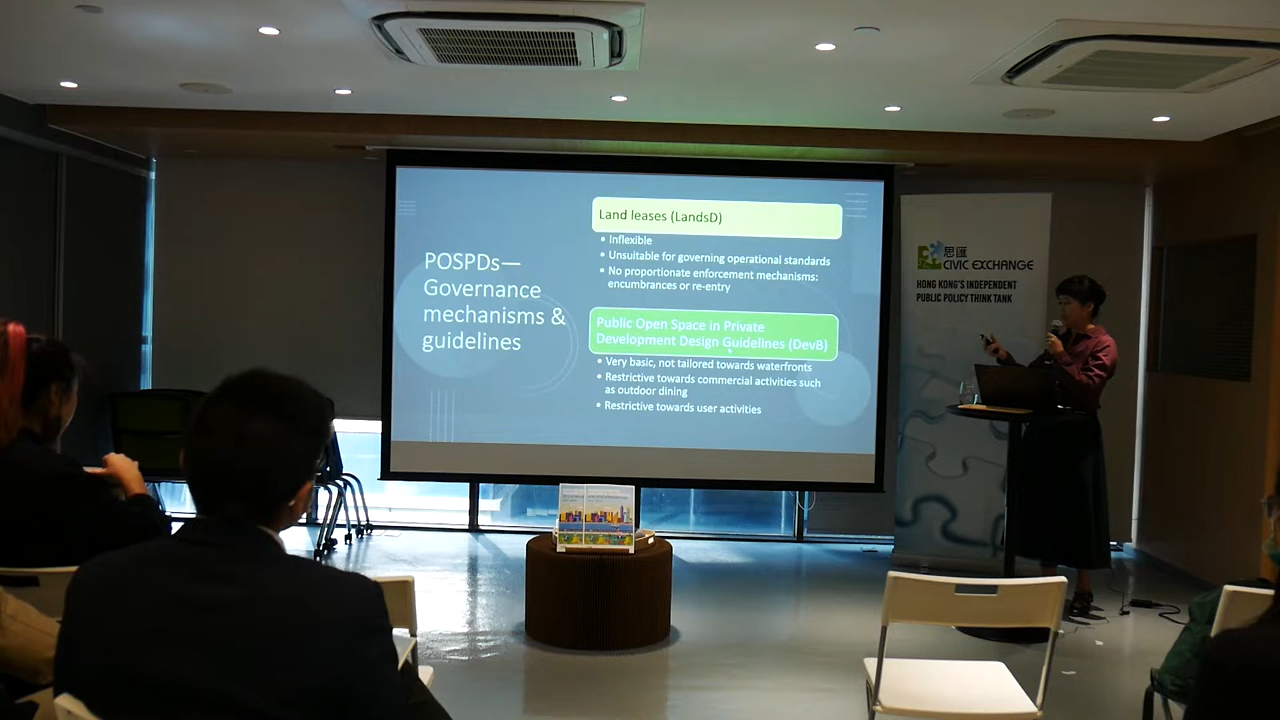 POSPDs—
Governance
mechanisms &
guidelines
Land leases (LandsD)
• Inflexible
• Unsuitable for governing operational standards
• No proportionate enforcement mechanisms:
encumbrances or re-entry
Public Open Space in Private
Development Design Guidelines (DevB)
• Very basic, not tailored towards waterfronts
• Restrictive towards commercial activities such
as outdoor dining
• Restrictive towards user activities
思匯
CIVIC EXCHANGE
HONG KONG'S INDEPENDENT
PUBLIC POLICY THINK TANK